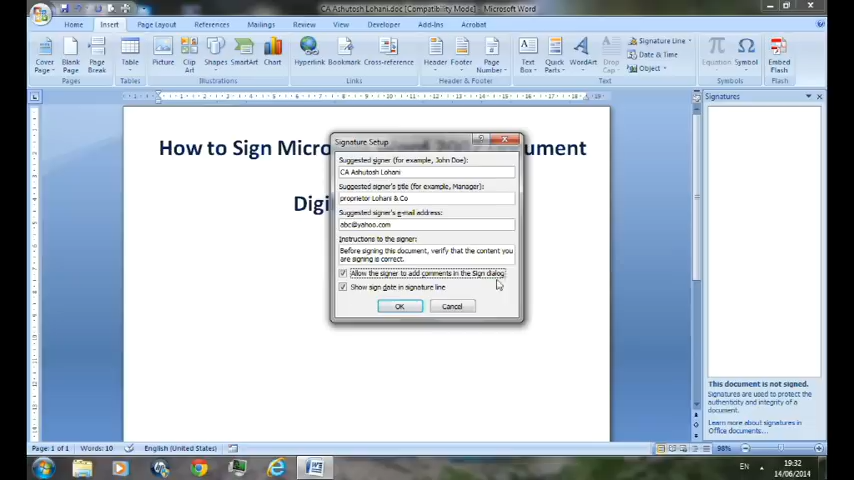 CA Ashutosh Lohani.doc [Compatibility Mode] - Microsoft Word
Home Insert Page Layout References Mailings Review View Developer Add-Ins Acrobat
Cover Page Blank Page Page Break Table Picture Clip Art Shapes SmartArt Chart Hyperlink Bookmark Cross-reference Header Footer Page Number Text Box Quick Parts WordArt Drop Cap Signature Line Date & Time Object Equation Symbol Embed Flash
Pages Tables Illustrations Links Header & Footer Text Symbols Flash
Signatures
How to Sign Micro
ument
Digi
Signature Setup
Suggested signer (for example, John Doe):
CA Ashutosh Lohani
Suggested signer's title (for example, Manager):
proprietor Lohani & Co
Suggested signer's e-mail address:
abc@yahoo.com
Instructions to the signer:
Before signing this document, verify that the content you
are signing is correct.
Allow the signer to add comments in the Sign dialog
Show sign date in signature line
OK Cancel
This document is not signed.
Signatures are used to protect the
authenticity and integrity of a
document.
Learn more about signatures in
Office documents...
Page: 1 of 1 Words: 10 English (United States) 98%
EN 19:32
14/06/2014